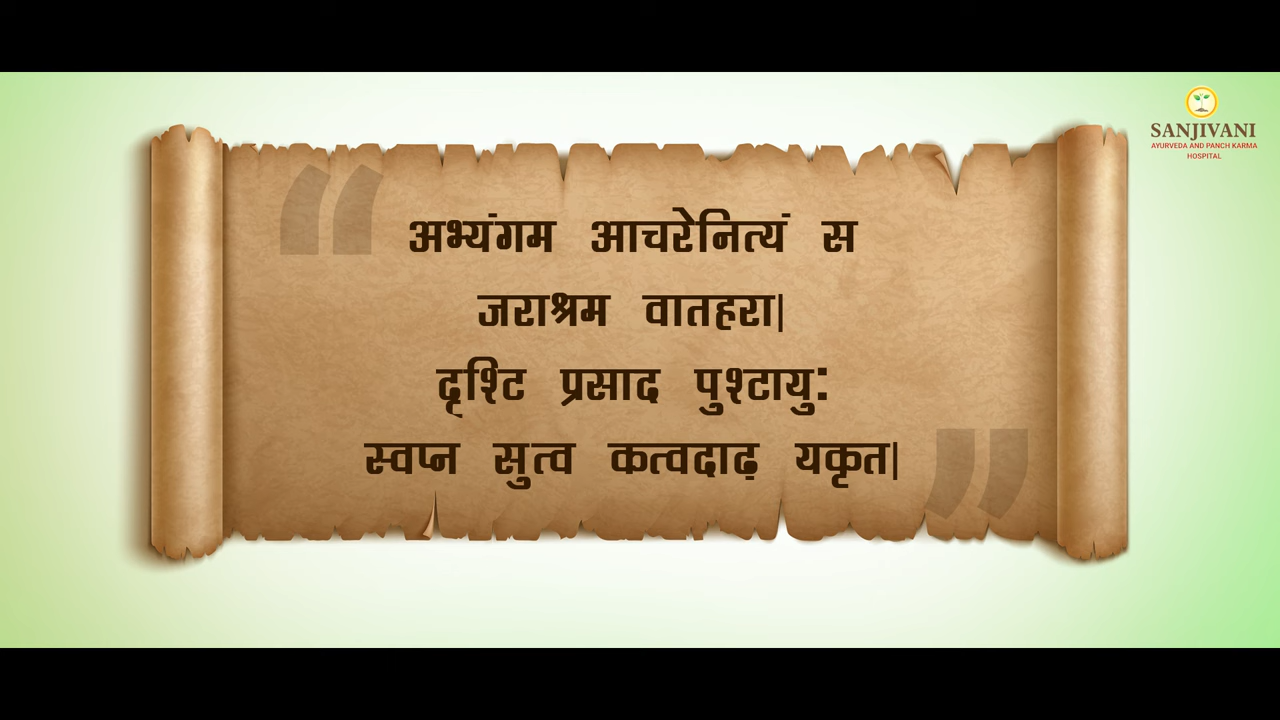 SANJIVANI
AYURVEDA AND PANCH KARMA
HOSPITAL
“
अभ्यंगम आचरेनित्यं स
जराश्रम वातहरा|
दृश्टि प्रसाद पुश्टायु:
स्वप्न सुत्व कत्वदाढ़ यकृत|
”